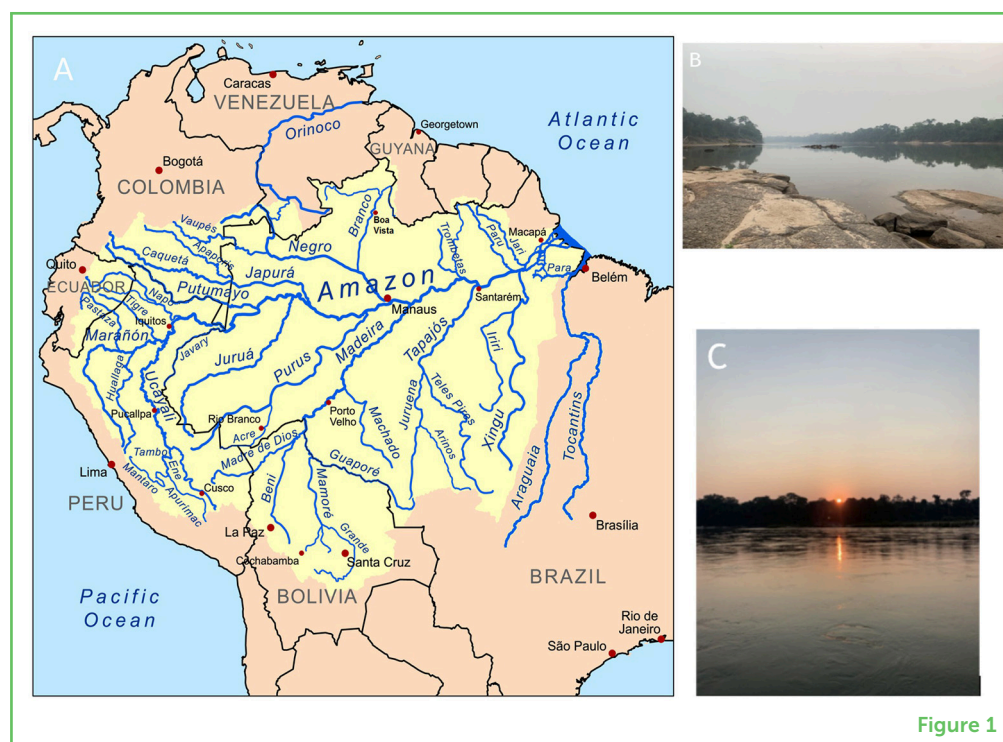 A
Caracas
VENEZUELA
Orinoco
Georgetown
GUYANA
Atlantic
Ocean
Bogotá
COLOMBIA
Branco
Boa
Vista
Vaupés
Negro
Apaporis
Caquetá
Japurá
Trombetas
Paru
Jari
Macapá
Para
Belém
Quito
ECUADOR
Putumayo
Amazon
Napo
Tigre
Pastaza
Iquitos
Manaus
Santarém
Marañón
Javary
Juruá
Purus
Madeira
Tapajós
Iriri
Huallaga
Ucayali
Pucallpa
Rio Branco
Acre
Porto
Velho
Machado
Juruena
Teles Pires
Arinos
Xingu
Araguaia
Tocantins
Madre de Dios
Guaporé
Tambo
Ene
Lima
Mantaro
Apurimac
Cusco
PERU
Beni
Mamoré
Grande
La Paz
Cochabamba
Santa Cruz
BOLIVIA
Brasília
BRAZIL
Pacific
Ocean
Rio de
Janeiro
São Paulo
B
C
Figure 1